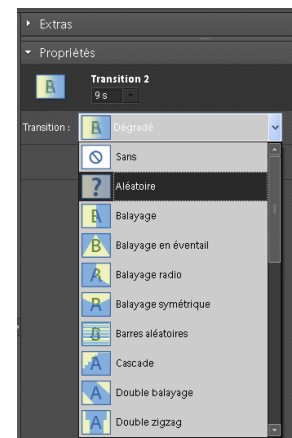 Extras
Propriétés
Transition 2
9 s
Transition : Dégradé
Sans
Aléatoire
Balayage
Balayage en éventail
Balayage radio
Balayage symétrique
Barres aléatoires
Cascade
Double balayage
Double zigzag